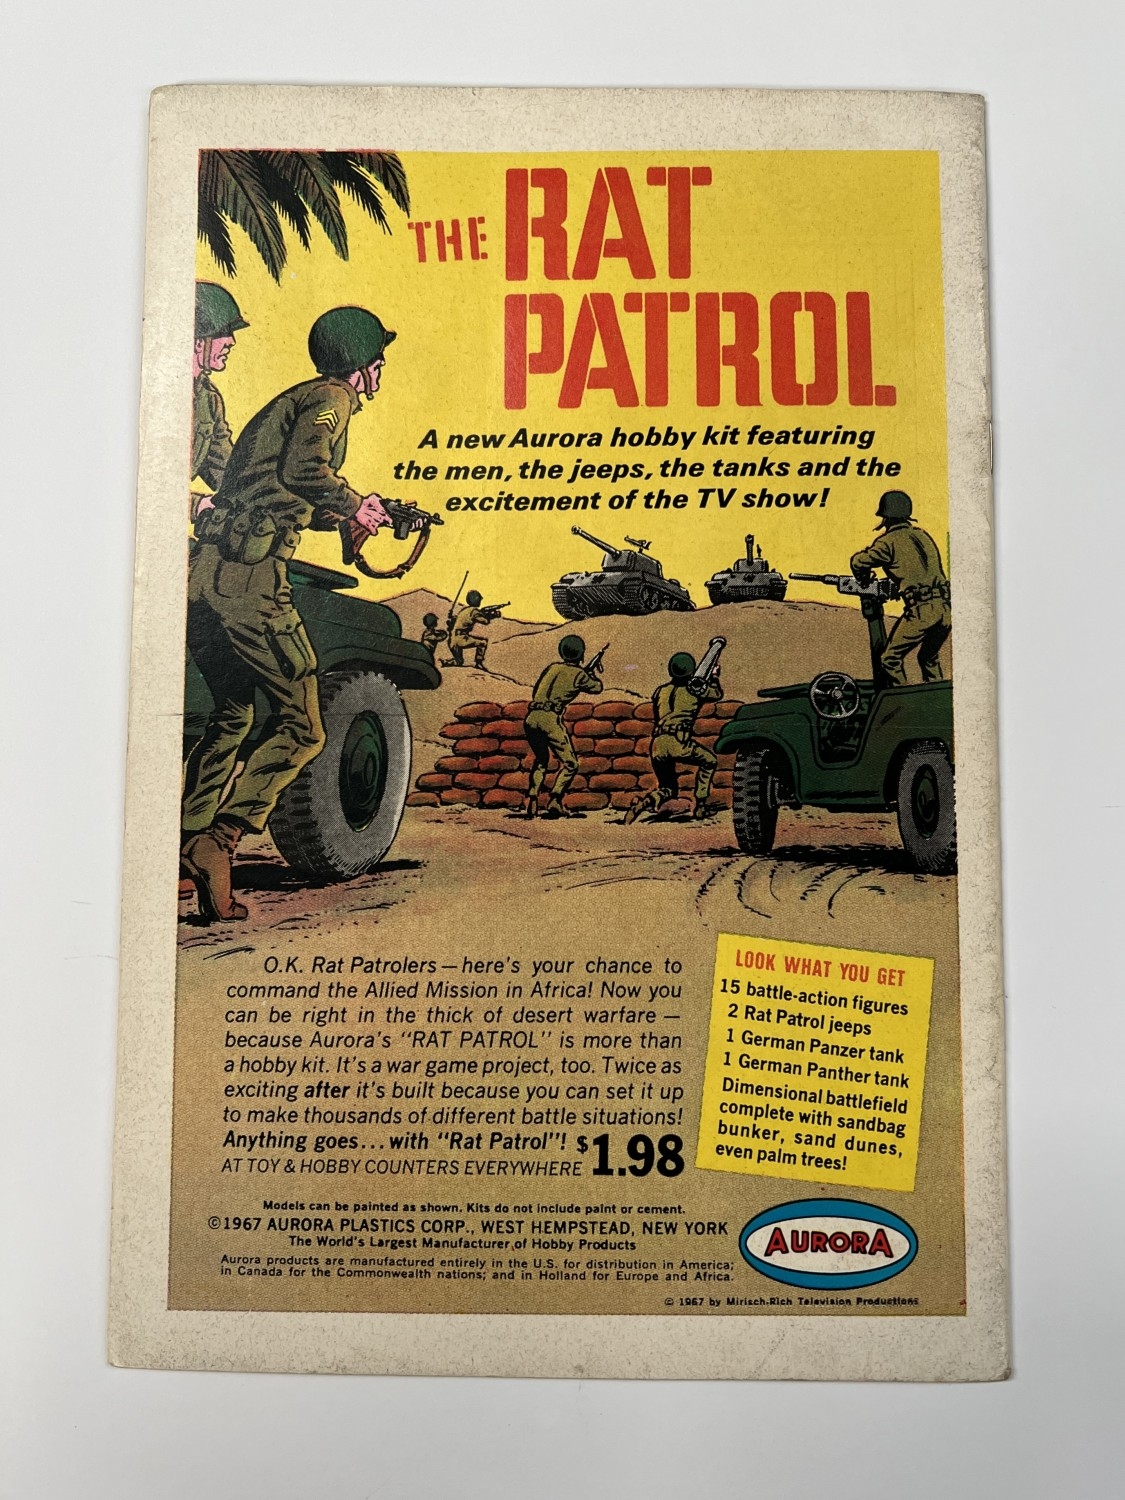 THE RAT
PATROL
A new Aurora hobby kit featuring
the men, the jeeps, the tanks and the
excitement of the TV show!
O.K. Rat Patrolers — here's your chance to
command the Allied Mission in Africa! Now you
can be right in the thick of desert warfare —
because Aurora's "RAT PATROL" is more than
a hobby kit. It's a war game project, too. Twice as
exciting after it's built because you can set it up
to make thousands of different battle situations!
Anything goes... with "Rat Patrol"! $1.98
AT TOY & HOBBY COUNTERS EVERYWHERE
LOOK WHAT YOU GET
15 battle-action figures
2 Rat Patrol jeeps
1 German Panzer tank
1 German Panther tank
Dimensional battlefield
complete with sandbag
bunker, sand dunes,
even palm trees!
Models can be painted as shown. Kits do not include paint or cement.
©1967 AURORA PLASTICS CORP., WEST HEMPSTEAD, NEW YORK
The World's Largest Manufacturer of Hobby Products
Aurora products are manufactured entirely in the U.S. for distribution in America;
in Canada for the Commonwealth nations; and in Holland for Europe and Africa.
AURORA
© 1967 by Mirisch-Rich Television Productions